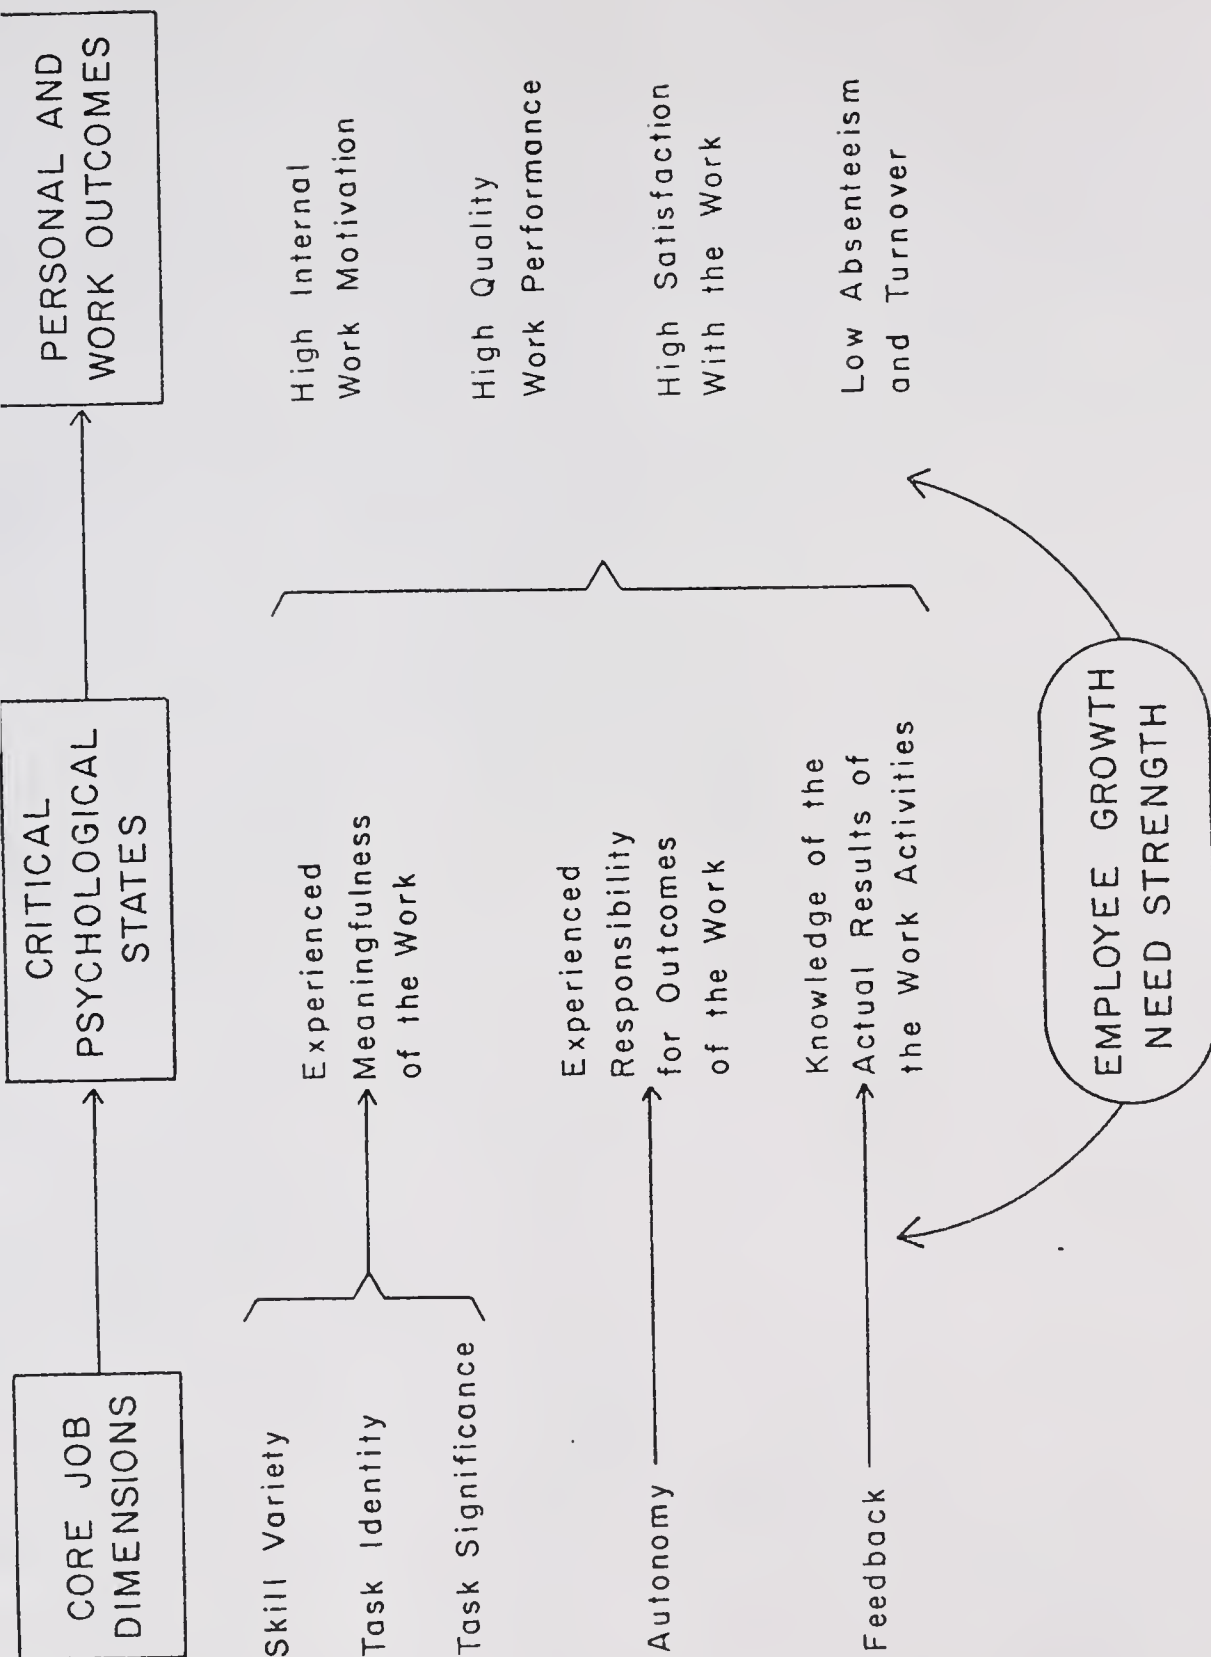 CORE JOB
DIMENSIONS
CRITICAL
PSYCHOLOGICAL
STATES
PERSONAL AND
WORK OUTCOMES
Skill Variety
Task Identity
Task Significance
Experienced
Meaningfulness
of the Work
Autonomy
Experienced
Responsibility
for Outcomes
of the Work
Feedback
Knowledge of the
Actual Results of
the Work Activities
High Internal
Work Motivation
High Quality
Work Performance
High Satisfaction
With the Work
Low Absenteeism
and Turnover
EMPLOYEE GROWTH
NEED STRENGTH